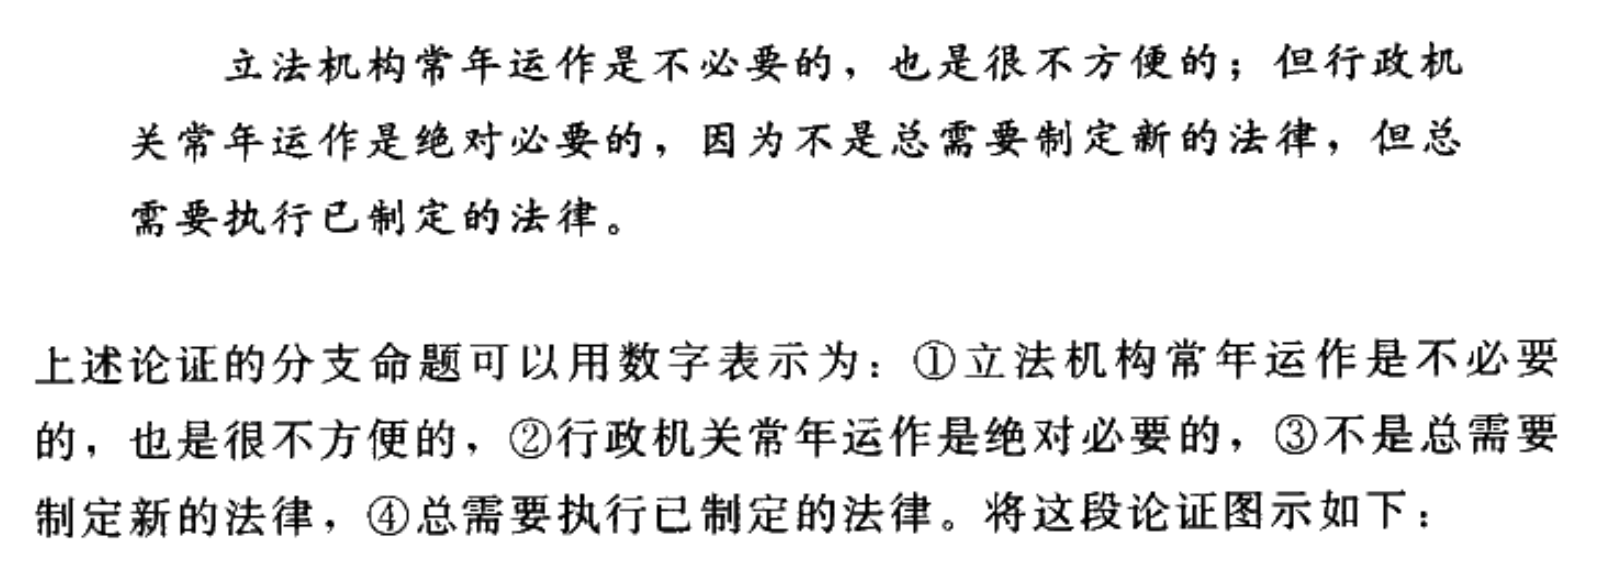 立法机构常年运作是不必要的，也是很不方便的；但行政机
关常年运作是绝对必要的，因为不是总需要制定新的法律，但总
需要执行已制定的法律。
上述论证的分支命题可以用数字表示为：①立法机构常年运作是不必要
的，也是很不方便的，②行政机关常年运作是绝对必要的，③不是总需要
制定新的法律，④总需要执行已制定的法律。将这段论证图示如下：